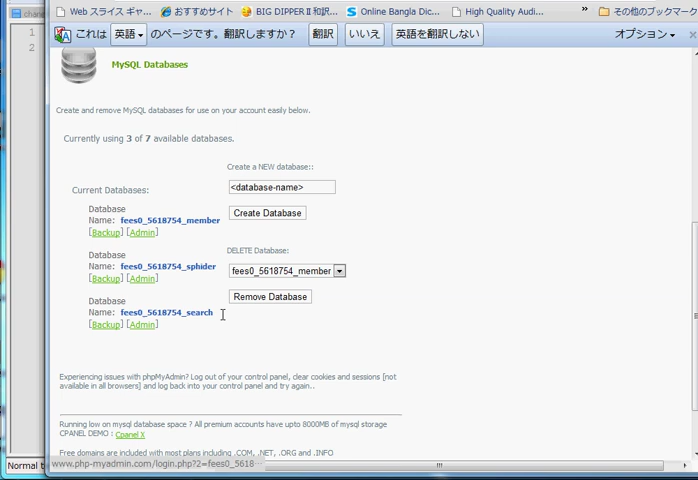 Web スライス ギャ...
おすすめサイト
BIG DIPPER II 和訳...
Online Bangla Dic...
High Quality Audi...
»
その他のブックマーク
これは 英語 のページです。翻訳しますか?
翻訳
いいえ
英語を翻訳しない
オプション
1
2
MySQL Databases
Create and remove MySQL databases for use on your account easily below.
Currently using 3 of 7 available databases.
Create a NEW database::
<database-name>
Create Database
Current Databases:
Database
Name: fees0_5618754_member
[Backup] [Admin]
DELETE Database:
fees0_5618754_member
Remove Database
Database
Name: fees0_5618754_sphider
[Backup] [Admin]
Database
Name: fees0_5618754_search
[Backup] [Admin]
Experiencing issues with phpMyAdmin? Log out of your control panel, clear cookies and sessions [not
available in all browsers] and log back into your control panel and try again..
Running low on mysql database space ? All premium accounts have upto 8000MB of mysql storage
CPANEL DEMO : Cpanel X
Free domains are included with most plans including .COM, .NET, .ORG and .INFO
Normal t
www.php-myadmin.com/login.php?2=fees0_5618...